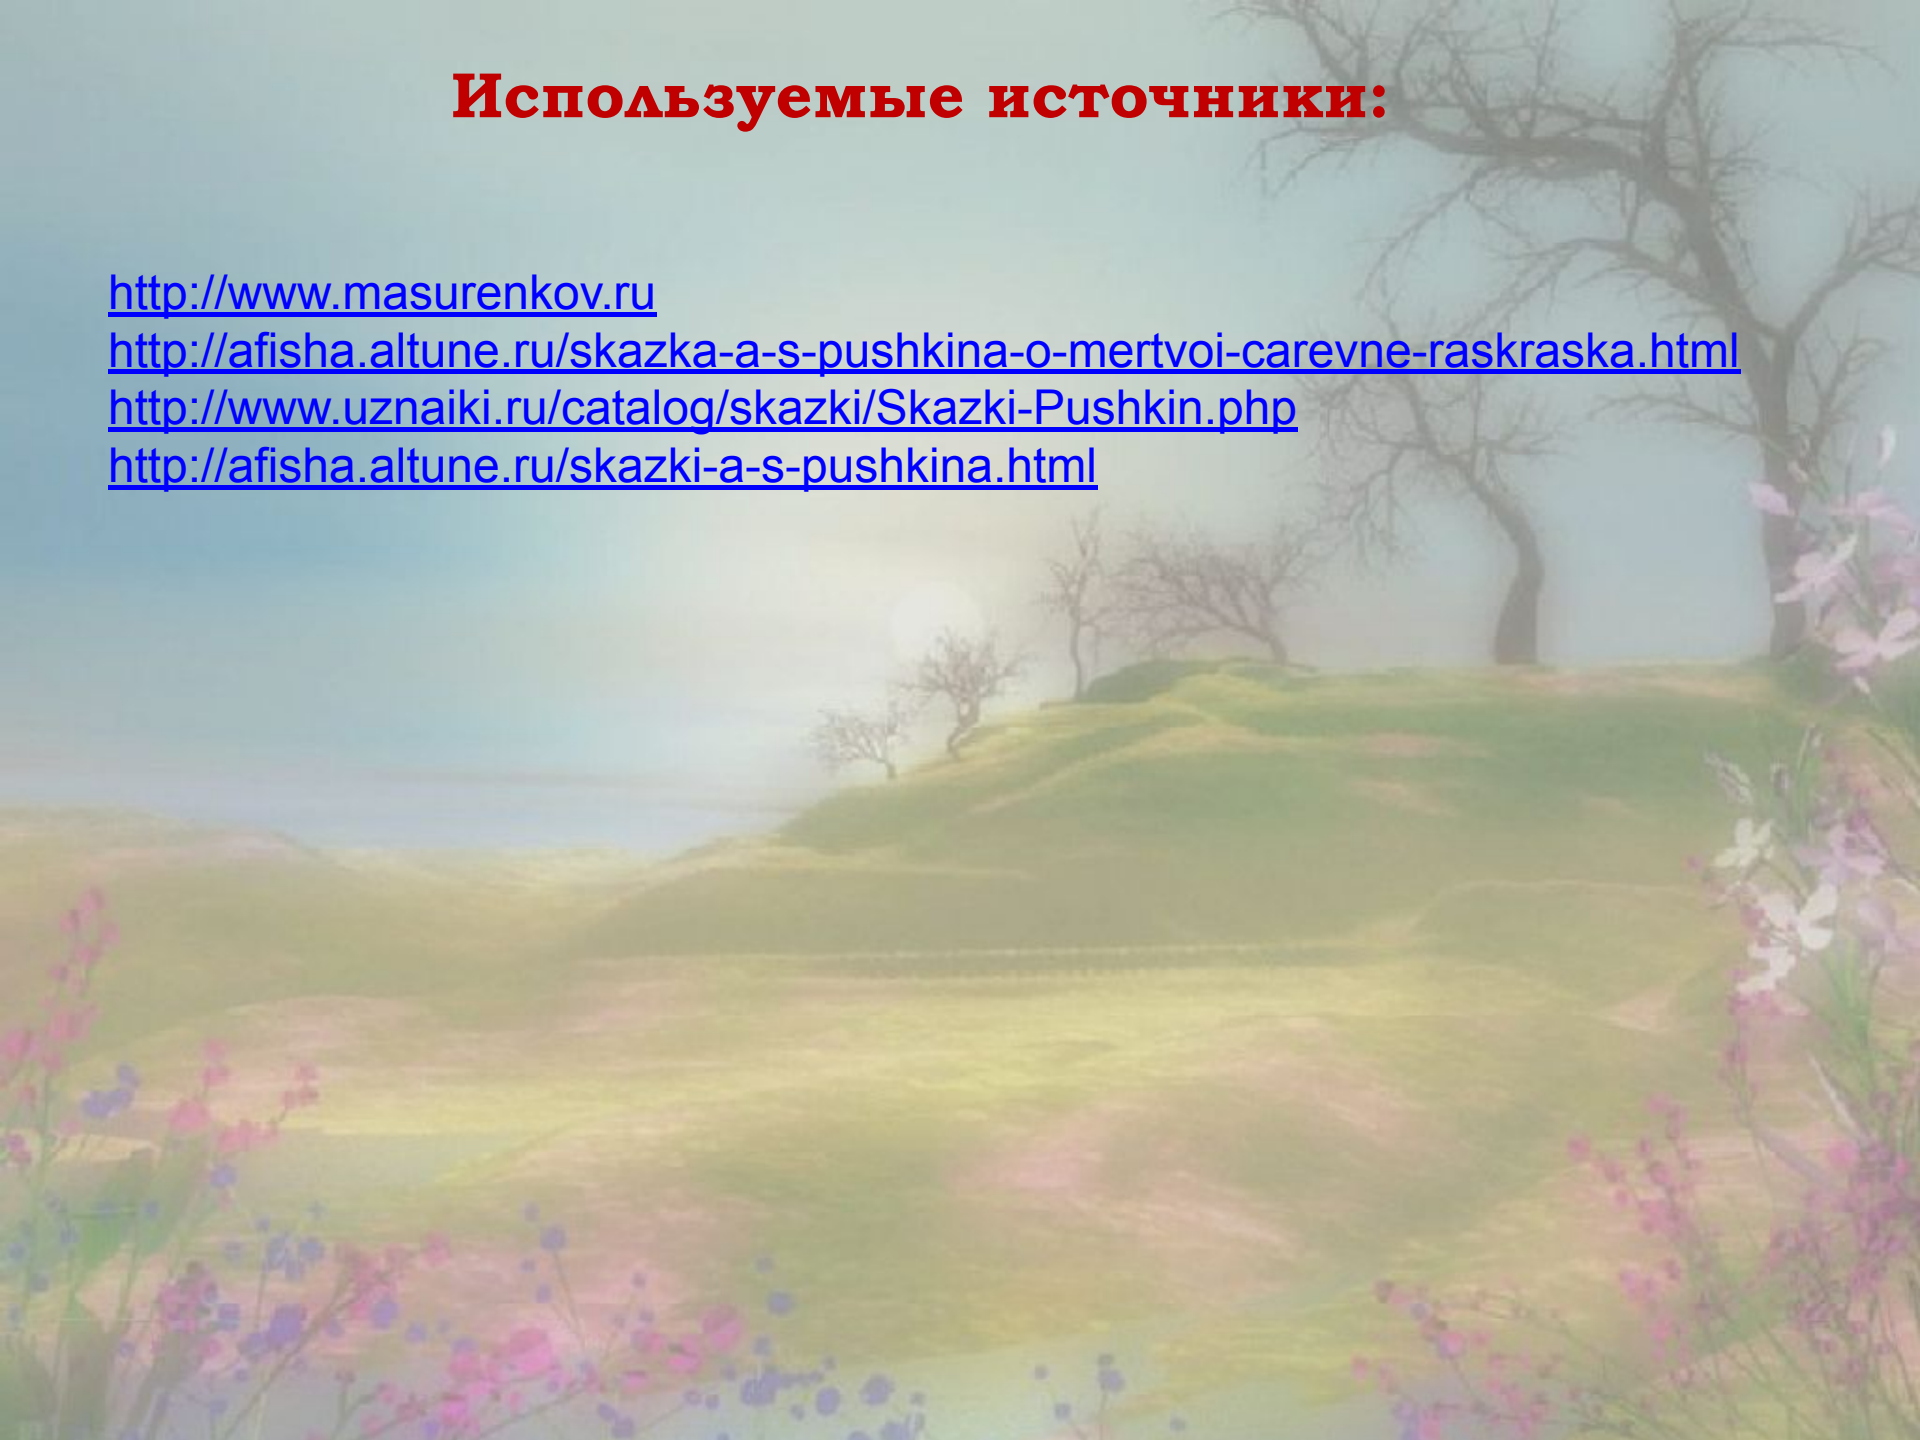 Используемые источники:
http://www.masurenkov.ru
http://afisha.altune.ru/skazka-a-s-pushkina-o-mertvoi-carevne-raskraska.html
http://www.uznaiki.ru/catalog/skazki/Skazki-Pushkin.php
http://afisha.altune.ru/skazki-a-s-pushkina.html